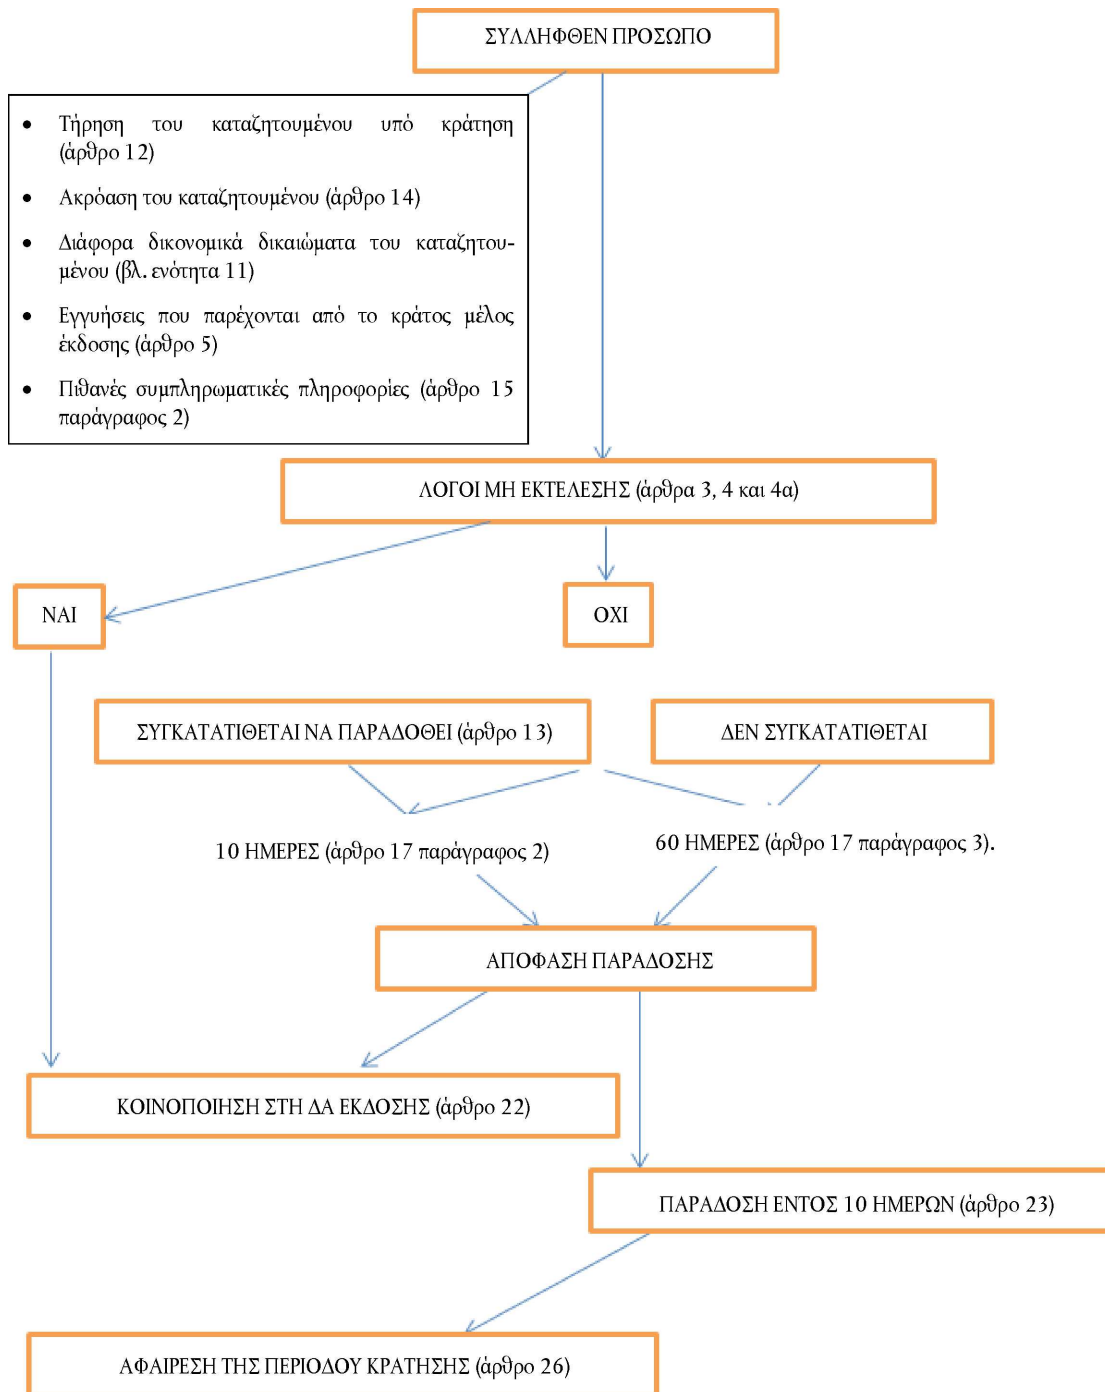 ΣΥΛΛΗΦΘΕΝ ΠΡΟΣΩΠΟ
• Τήρηση του καταζητουμένου υπό κράτηση
(άρθρο 12)
• Ακρόαση του καταζητουμένου (άρθρο 14)
• Διάφορα δικονομικά δικαιώματα του καταζητου-
μένου (βλ. ενότητα 11)
• Εγγυήσεις που παρέχονται από το κράτος μέλος
έκδοσης (άρθρο 5)
• Πιθανές συμπληρωματικές πληροφορίες (άρθρο 15
παράγραφος 2)
ΛΟΓΟΙ ΜΗ ΕΚΤΕΛΕΣΗΣ (άρθρα 3, 4 και 4α)
ΝΑΙ
ΟΧΙ
ΣΥΓΚΑΤΑΤΙΘΕΤΑΙ ΝΑ ΠΑΡΑΔΟΘΕΙ (άρθρο 13)
ΔΕΝ ΣΥΓΚΑΤΑΤΙΘΕΤΑΙ
10 ΗΜΕΡΕΣ (άρθρο 17 παράγραφος 2)
60 ΗΜΕΡΕΣ (άρθρο 17 παράγραφος 3).
ΑΠΟΦΑΣΗ ΠΑΡΑΔΟΣΗΣ
ΚΟΙΝΟΠΟΙΗΣΗ ΣΤΗ ΔΑ ΕΚΔΟΣΗΣ (άρθρο 22)
ΠΑΡΑΔΟΣΗ ΕΝΤΟΣ 10 ΗΜΕΡΩΝ (άρθρο 23)
ΑΦΑΙΡΕΣΗ ΤΗΣ ΠΕΡΙΟΔΟΥ ΚΡΑΤΗΣΗΣ (άρθρο 26)